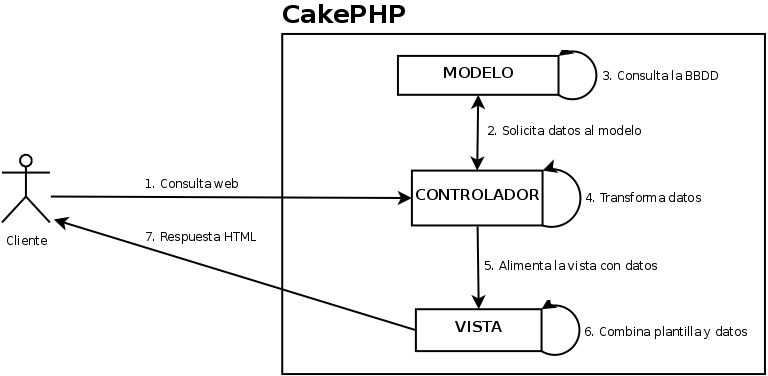 CakePHP
MODELO
3. Consulta la BBDD
2. Solicita datos al modelo
1. Consulta web
CONTROLADOR
4. Transforma datos
Cliente
7. Respuesta HTML
5. Alimenta la vista con datos
VISTA
6. Combina plantilla y datos